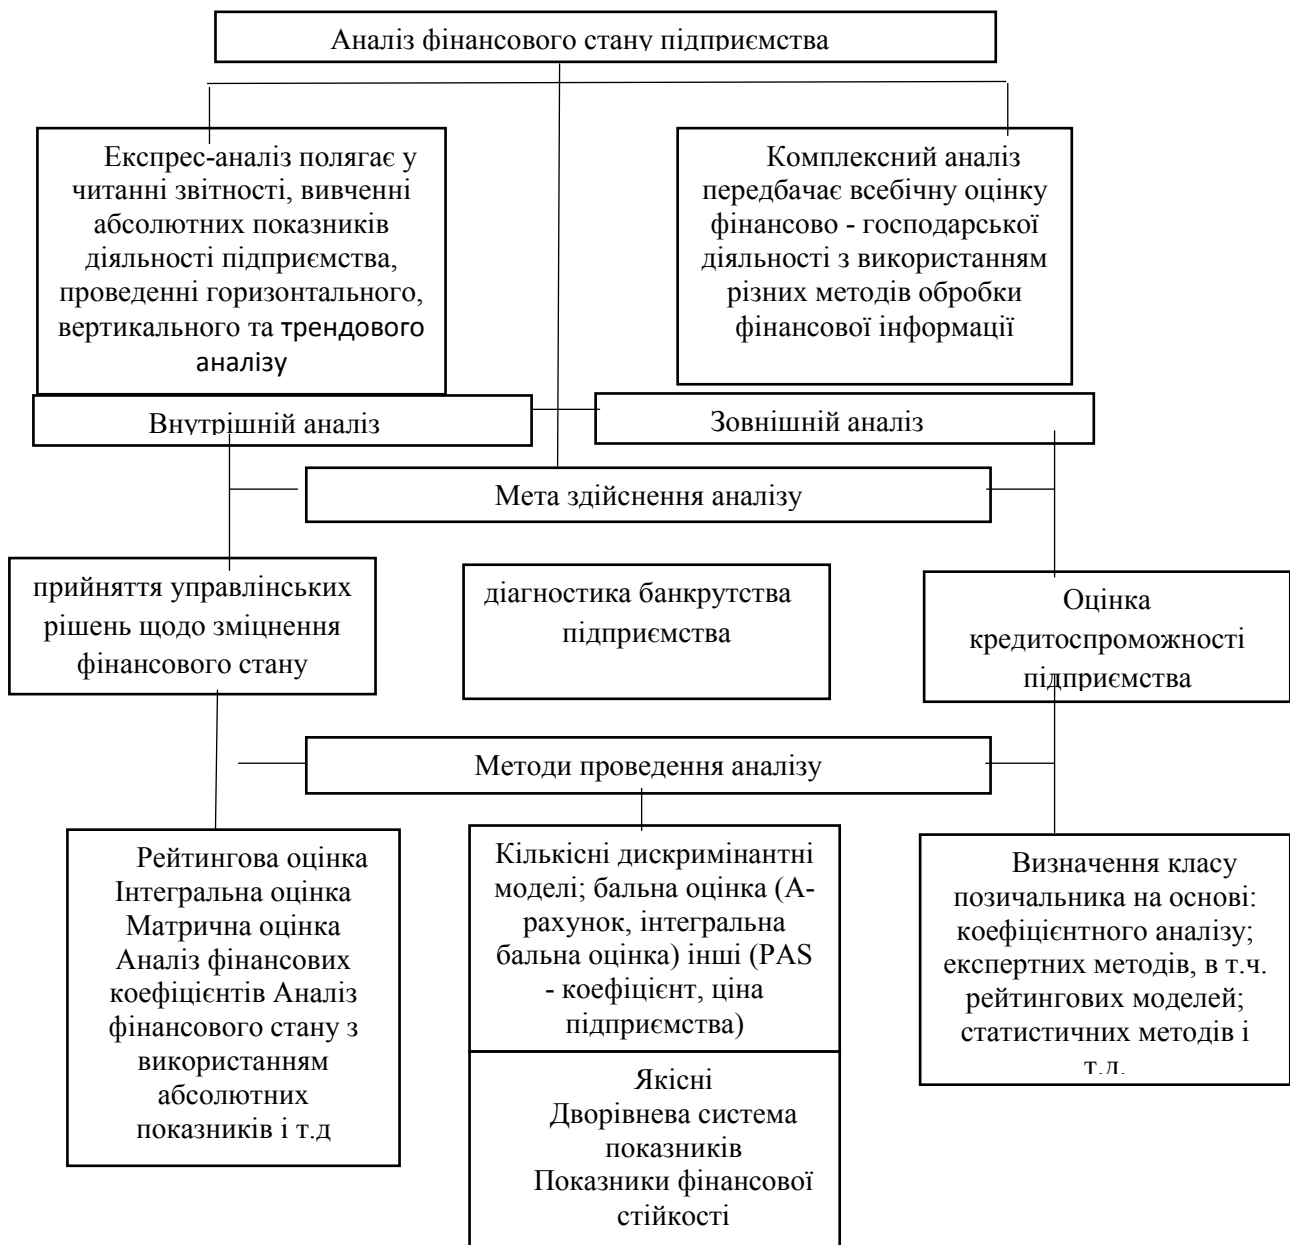 Аналіз фінансового стану підприємства
Експрес-аналіз полягає у
читанні звітності, вивченні
абсолютних показників
діяльності підприємства,
проведенні горизонтального,
вертикального та трендового
аналізу
Комплексний аналіз
передбачає всебічну оцінку
фінансово - господарської
діяльності з використанням
різних методів обробки
фінансової інформації
Внутрішній аналіз
Зовнішній аналіз
Мета здійснення аналізу
прийняття управлінських
рішень щодо зміцнення
фінансового стану
діагностика банкрутства
підприємства
Оцінка
кредитоспроможності
підприємства
Методи проведення аналізу
Рейтингова оцінка
Інтегральна оцінка
Матрична оцінка
Аналіз фінансових
коефіцієнтів Аналіз
фінансового стану з
використанням
абсолютних
показників і т.д
Кількісні дискримінантні
моделі; бальна оцінка (А-
рахунок, інтегральна
бальна оцінка) інші (PAS
- коефіцієнт, ціна
підприємства)
Якісні
Дворівнева система
показників
Показники фінансової
стійкості
Визначення класу
позичальника на основі:
коефіцієнтного аналізу;
експертних методів, в т.ч.
рейтингових моделей;
статистичних методів і
т.д.